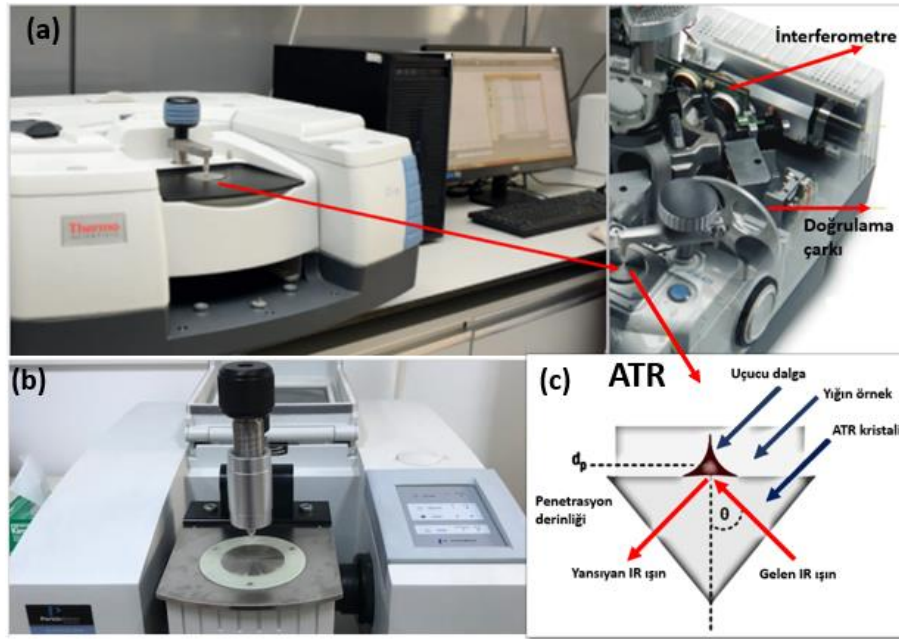 (a)
İnterferometre
Doğrulama
çarkı
Thermo
SCIENTIFIC
(b)
(c)
ATR
Uçucu dalga
Yığın örnek
ATR kristali
dp
Penetrasyon
derinliği
θ
Yansıyan IR ışın
Gelen IR ışın